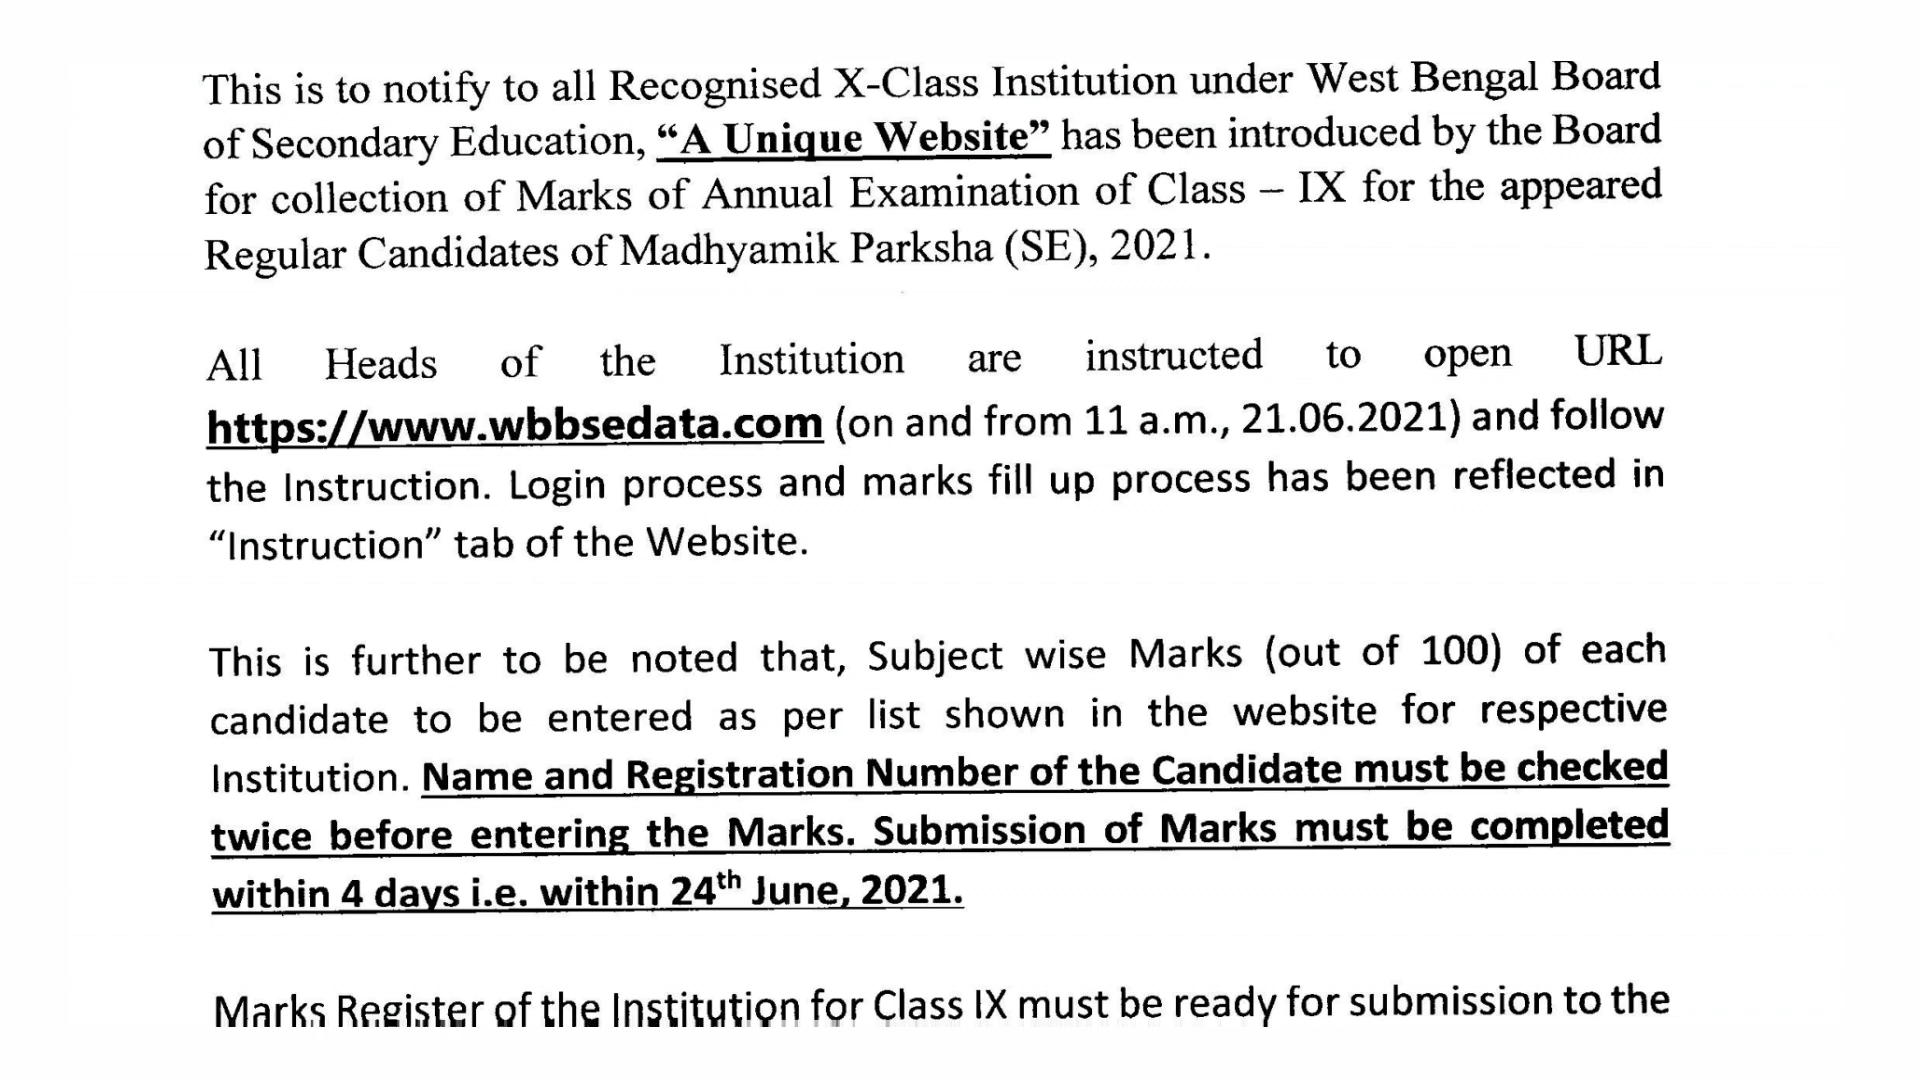 This is to notify to all Recognised X-Class Institution under West Bengal Board
of Secondary Education, “A Unique Website” has been introduced by the Board
for collection of Marks of Annual Examination of Class – IX for the appeared
Regular Candidates of Madhyamik Parksha (SE), 2021.
All Heads of the Institution are instructed to open URL
https://www.wbbsedata.com (on and from 11 a.m., 21.06.2021) and follow
the Instruction. Login process and marks fill up process has been reflected in
“Instruction” tab of the Website.
This is further to be noted that, Subject wise Marks (out of 100) of each
candidate to be entered as per list shown in the website for respective
Institution. Name and Registration Number of the Candidate must be checked
twice before entering the Marks. Submission of Marks must be completed
within 4 days i.e. within 24th June, 2021.
Marks Register of the Institution for Class IX must be ready for submission to the